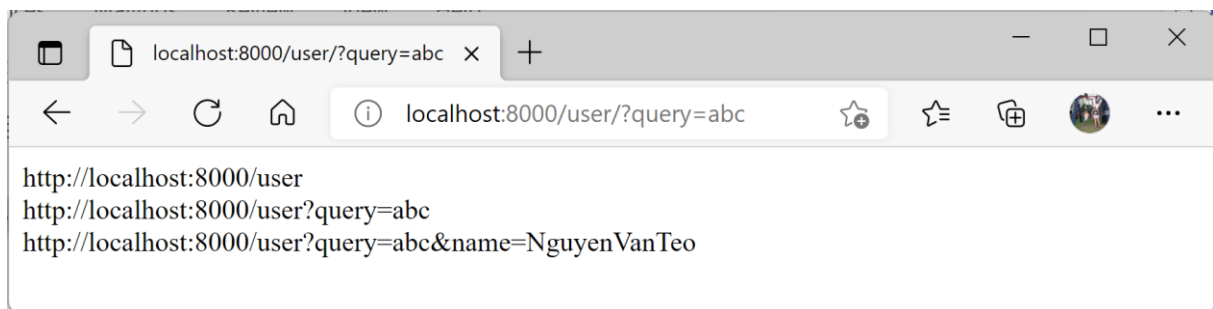 localhost:8000/user/?query=abc
localhost:8000/user/?query=abc
http://localhost:8000/user
http://localhost:8000/user?query=abc
http://localhost:8000/user?query=abc&name=NguyenVanTeo